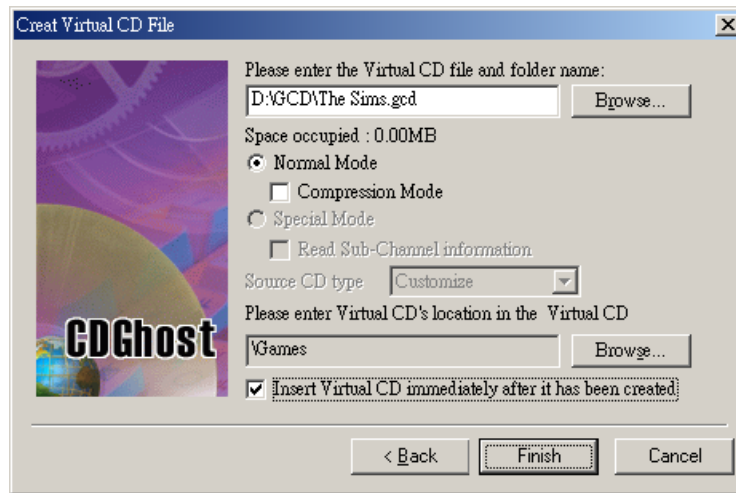 Creat Virtual CD File
Please enter the Virtual CD file and folder name:
D:\GCD\The Sims.gcd
Browse...
Space occupied : 0.00MB
Normal Mode
Compression Mode
Special Mode
Read Sub-Channel information
Source CD type
Customize
Please enter Virtual CD's location in the Virtual CD
\Games
Browse...
Insert Virtual CD immediately after it has been created
CDGhost
< Back
Finish
Cancel